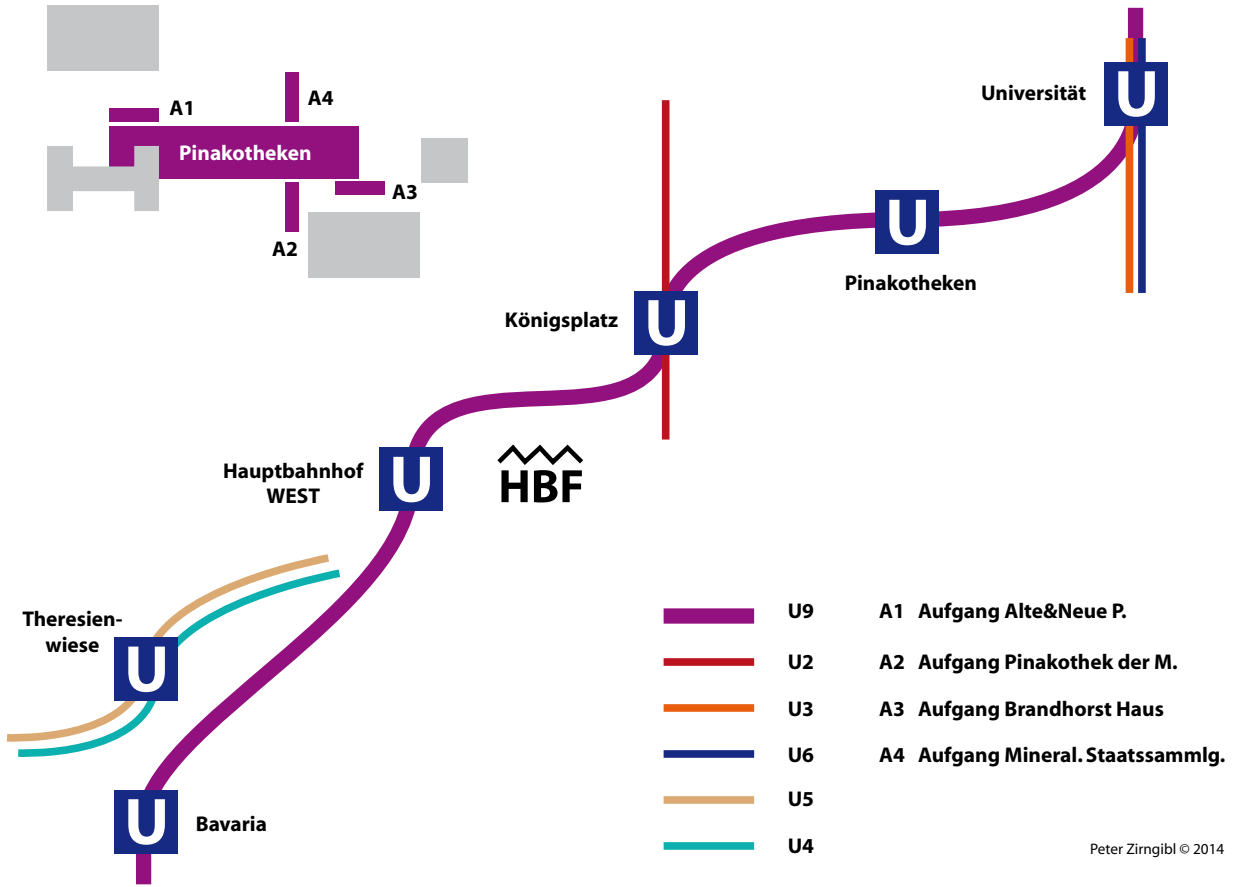 A1
A4
Pinakotheken
A3
A2
Universität
U
U
Pinakotheken
Königsplatz
U
Hauptbahnhof
WEST
U
HBF
Theresien-
wiese
U
U
Bavaria
U9
A1 Aufgang Alte&Neue P.
U2
A2 Aufgang Pinakothek der M.
U3
A3 Aufgang Brandhorst Haus
U6
A4 Aufgang Mineral. Staatssammlg.
U5
U4
Peter Zirngibl © 2014